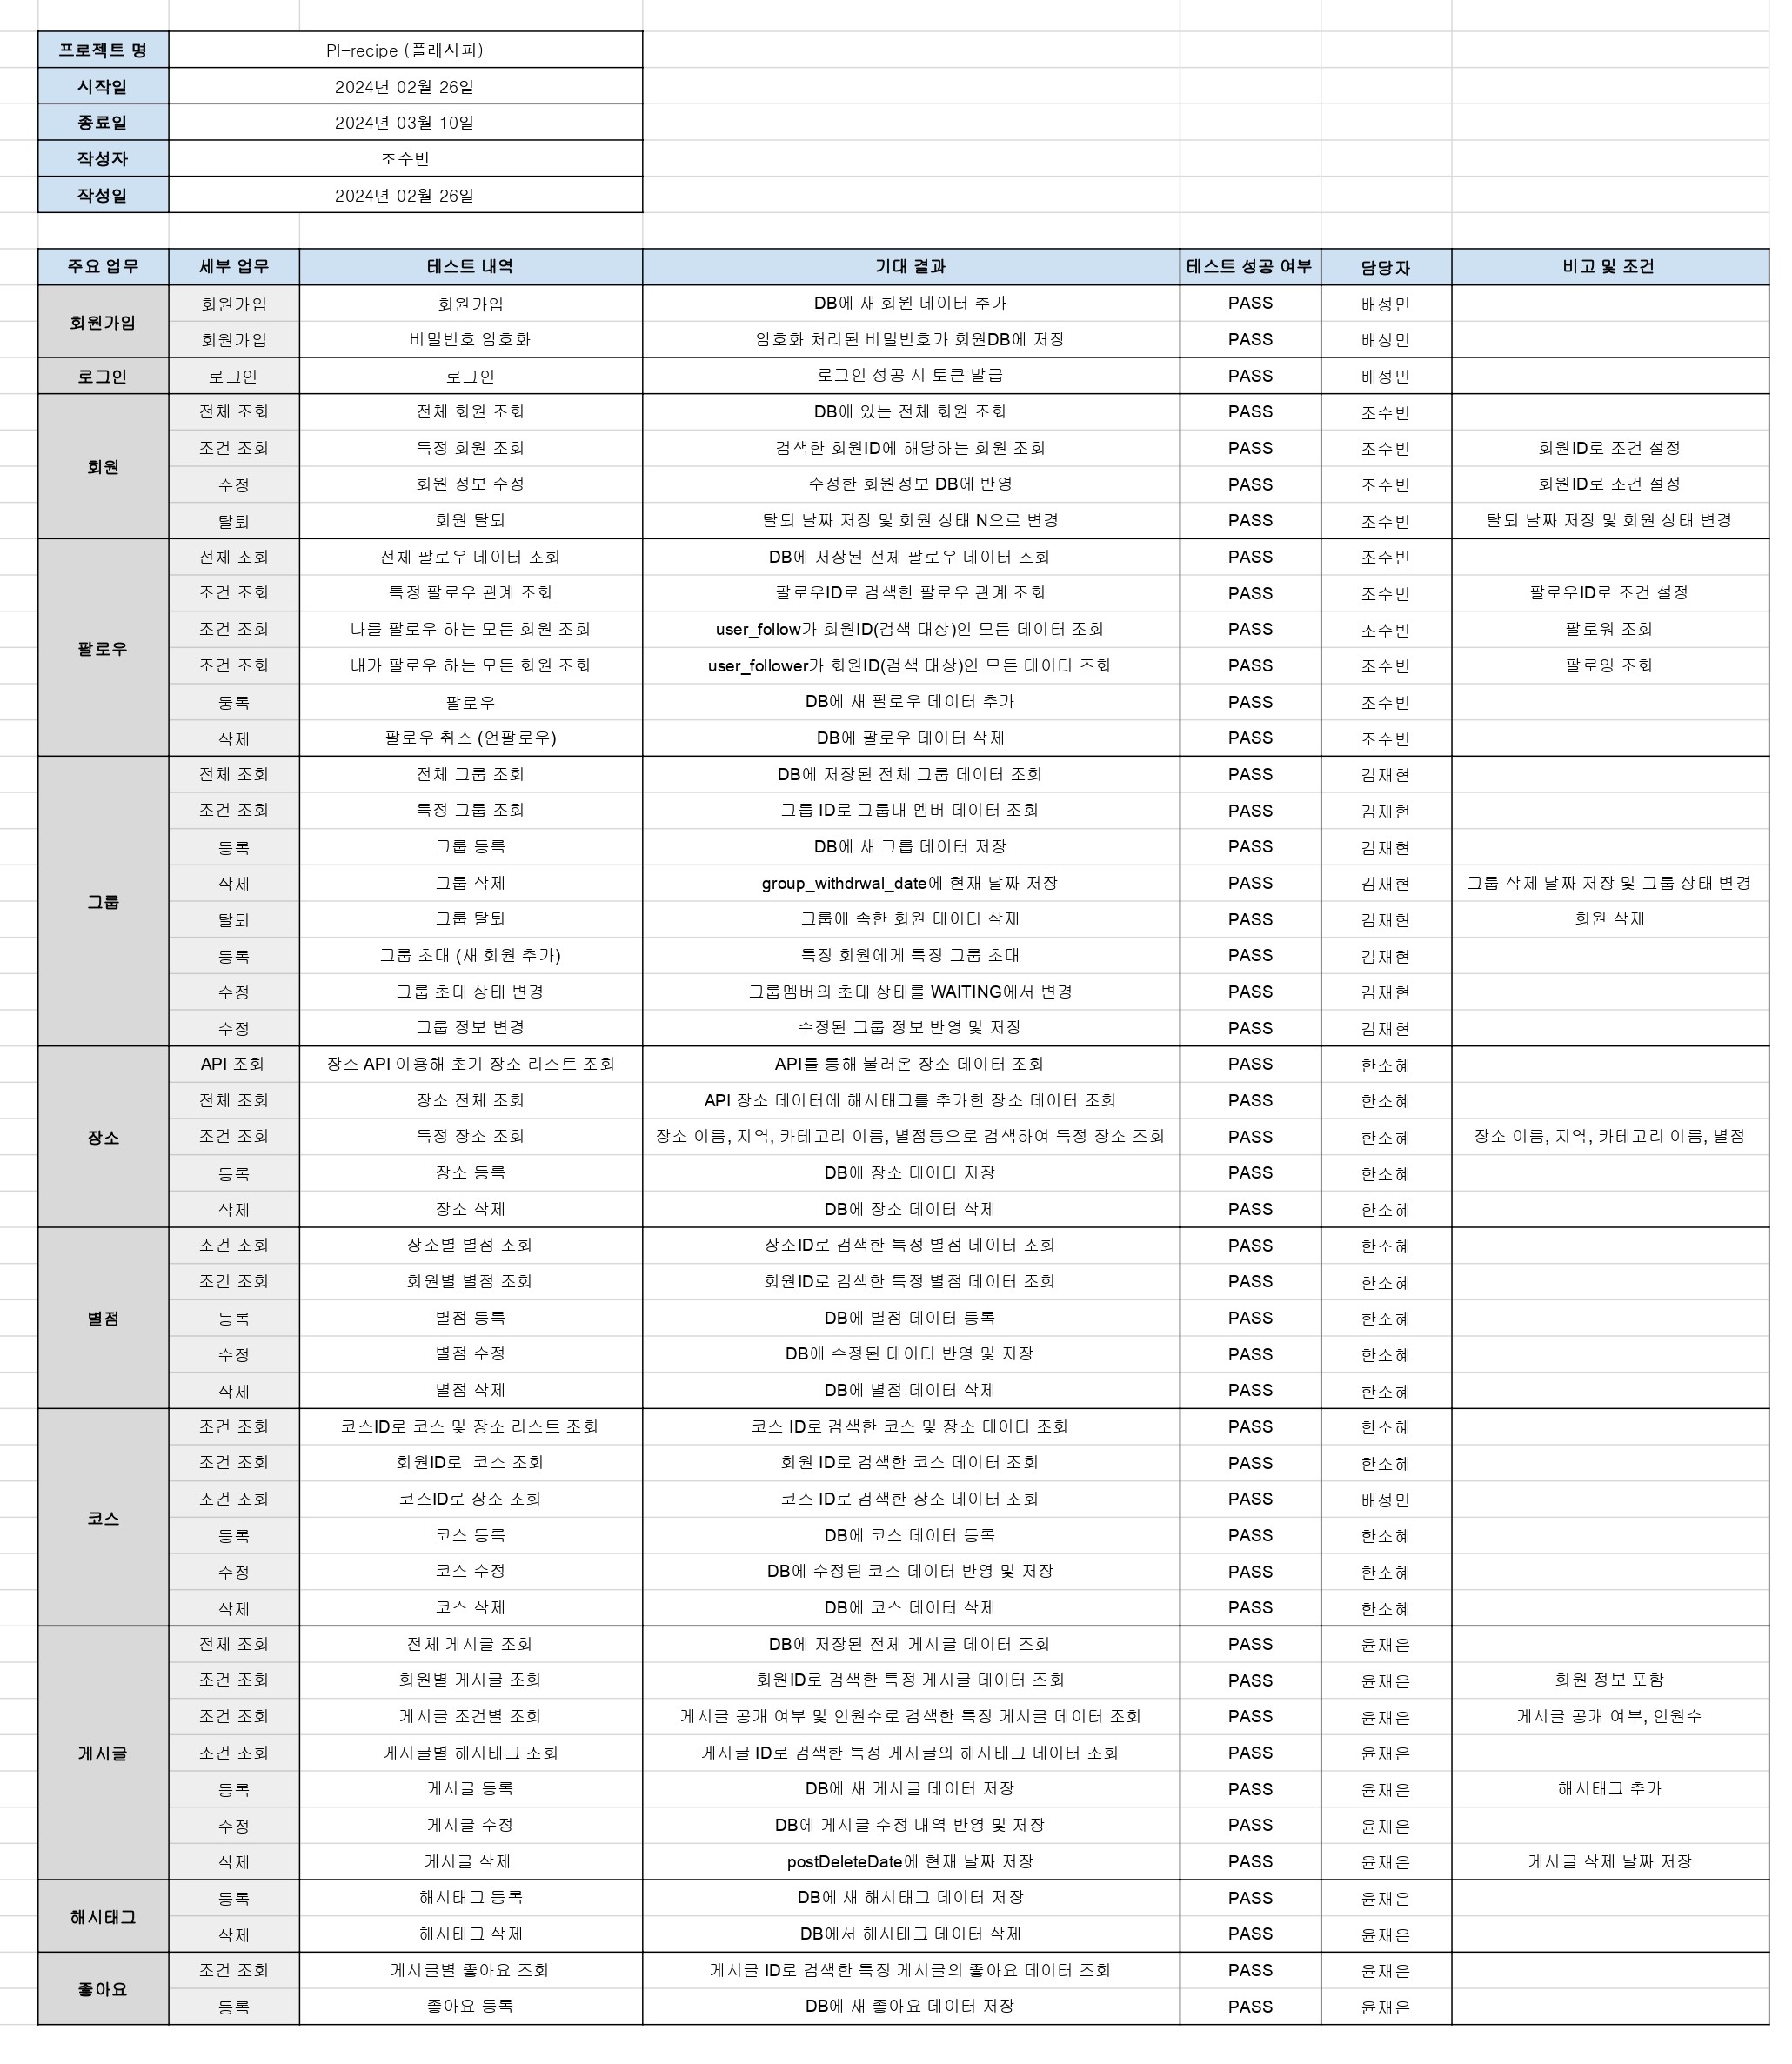 프로젝트 명 Pl-recipe (플레시피)
시작일 2024년 02월 26일
종료일 2024년 03월 10일
작성자 조수빈
작성일 2024년 02월 26일
주요 업무 세부 업무 테스트 내역 기대 결과 테스트 성공 여부 담당자 비고 및 조건
회원가입 회원가입 회원가입 DB에 새 회원 데이터 추가 PASS 배성민
회원가입 비밀번호 암호화 암호화 처리된 비밀번호가 회원DB에 저장 PASS 배성민
로그인 로그인 로그인 로그인 성공 시 토큰 발급 PASS 배성민
회원 전체 조회 전체 회원 조회 DB에 있는 전체 회원 조회 PASS 조수빈
조건 조회 특정 회원 조회 검색한 회원ID에 해당하는 회원 조회 PASS 조수빈 회원ID로 조건 설정
수정 회원 정보 수정 수정한 회원정보 DB에 반영 PASS 조수빈 회원ID로 조건 설정
탈퇴 회원 탈퇴 탈퇴 날짜 저장 및 회원 상태 N으로 변경 PASS 조수빈 탈퇴 날짜 저장 및 회원 상태 변경
팔로우 전체 조회 전체 팔로우 데이터 조회 DB에 저장된 전체 팔로우 데이터 조회 PASS 조수빈
조건 조회 특정 팔로우 관계 조회 팔로우ID로 검색한 팔로우 관계 조회 PASS 조수빈 팔로우ID로 조건 설정
조건 조회 나를 팔로우 하는 모든 회원 조회 user_follow가 회원ID(검색 대상)인 모든 데이터 조회 PASS 조수빈 팔로워 조회
조건 조회 내가 팔로우 하는 모든 회원 조회 user_follower가 회원ID(검색 대상)인 모든 데이터 조회 PASS 조수빈 팔로잉 조회
둥록 팔로우 DB에 새 팔로우 데이터 추가 PASS 조수빈
삭제 팔로우 취소 (언팔로우) DB에 팔로우 데이터 삭제 PASS 조수빈
그룹 전체 조회 전체 그룹 조회 DB에 저장된 전체 그룹 데이터 조회 PASS 김재현
조건 조회 특정 그룹 조회 그룹 ID로 그룹내 멤버 데이터 조회 PASS 김재현
등록 그룹 등록 DB에 새 그룹 데이터 저장 PASS 김재현
삭제 그룹 삭제 group_withdrwal_date에 현재 날짜 저장 PASS 김재현 그룹 삭제 날짜 저장 및 그룹 상태 변경
탈퇴 그룹 탈퇴 그룹에 속한 회원 데이터 삭제 PASS 김재현 회원 삭제
등록 그룹 초대 (새 회원 추가) 특정 회원에게 특정 그룹 초대 PASS 김재현
수정 그룹 초대 상태 변경 그룹멤버의 초대 상태를 WAITING에서 변경 PASS 김재현
수정 그룹 정보 변경 수정된 그룹 정보 반영 및 저장 PASS 김재현
장소 API 조회 장소 API 이용해 초기 장소 리스트 조회 API를 통해 불러온 장소 데이터 조회 PASS 한소혜
전체 조회 장소 전체 조회 API 장소 데이터에 해시태그를 추가한 장소 데이터 조회 PASS 한소혜
조건 조회 특정 장소 조회 장소 이름, 지역, 카테고리 이름, 별점등으로 검색하여 특정 장소 조회 PASS 한소혜 장소 이름, 지역, 카테고리 이름, 별점
등록 장소 등록 DB에 장소 데이터 저장 PASS 한소혜
삭제 장소 삭제 DB에 장소 데이터 삭제 PASS 한소혜
별점 조건 조회 장소별 별점 조회 장소ID로 검색한 특정 별점 데이터 조회 PASS 한소혜
조건 조회 회원별 별점 조회 회원ID로 검색한 특정 별점 데이터 조회 PASS 한소혜
등록 별점 등록 DB에 별점 데이터 등록 PASS 한소혜
수정 별점 수정 DB에 수정된 데이터 반영 및 저장 PASS 한소혜
삭제 별점 삭제 DB에 별점 데이터 삭제 PASS 한소혜
코스 조건 조회 코스ID로 코스 및 장소 리스트 조회 코스 ID로 검색한 코스 및 장소 데이터 조회 PASS 한소혜
조건 조회 회원ID로 코스 조회 회원 ID로 검색한 코스 데이터 조회 PASS 한소혜
조건 조회 코스ID로 장소 조회 코스 ID로 검색한 장소 데이터 조회 PASS 배성민
등록 코스 등록 DB에 코스 데이터 등록 PASS 한소혜
수정 코스 수정 DB에 수정된 코스 데이터 반영 및 저장 PASS 한소혜
삭제 코스 삭제 DB에 코스 데이터 삭제 PASS 한소혜
게시글 전체 조회 전체 게시글 조회 DB에 저장된 전체 게시글 데이터 조회 PASS 윤재은
조건 조회 회원별 게시글 조회 회원ID로 검색한 특정 게시글 데이터 조회 PASS 윤재은 회원 정보 포함
조건 조회 게시글 조건별 조회 게시글 공개 여부 및 인원수로 검색한 특정 게시글 데이터 조회 PASS 윤재은 게시글 공개 여부, 인원수
조건 조회 게시글별 해시태그 조회 게시글 ID로 검색한 특정 게시글의 해시태그 데이터 조회 PASS 윤재은
등록 게시글 등록 DB에 새 게시글 데이터 저장 PASS 윤재은 해시태그 추가
수정 게시글 수정 DB에 게시글 수정 내역 반영 및 저장 PASS 윤재은
삭제 게시글 삭제 postDeleteDate에 현재 날짜 저장 PASS 윤재은 게시글 삭제 날짜 저장
해시태그 등록 해시태그 등록 DB에 새 해시태그 데이터 저장 PASS 윤재은
삭제 해시태그 삭제 DB에서 해시태그 데이터 삭제 PASS 윤재은
좋아요 조건 조회 게시글별 좋아요 조회 게시글 ID로 검색한 특정 게시글의 좋아요 데이터 조회 PASS 윤재은
등록 좋아요 등록 DB에 새 좋아요 데이터 저장 PASS 윤재은